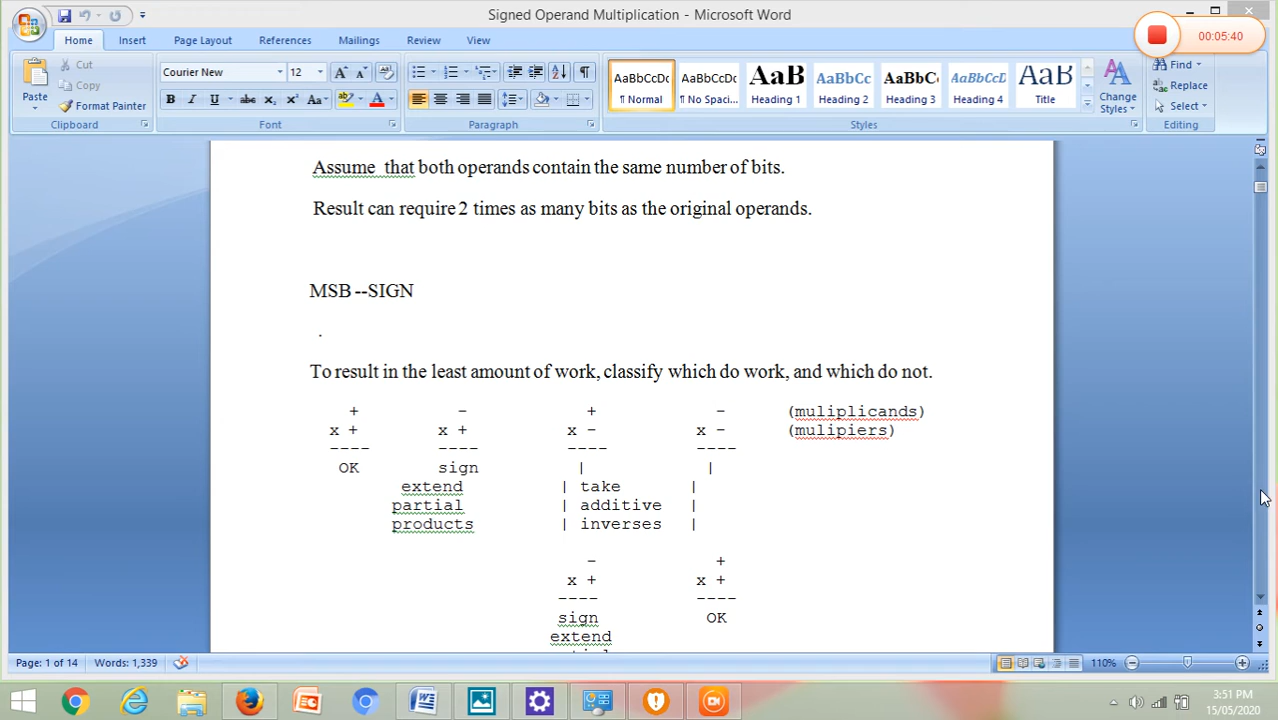 Signed Operand Multiplication - Microsoft Word
00:05:40
Home Insert Page Layout References Mailings Review View
Cut
Copy
Format Painter
Paste
Clipboard
Courier New 12
Font
Paragraph
AaBbCcDc AaBbCcDc AaBbC AaBbCc AaBbC AaBbCcD AaBb
¶ Normal ¶ No Spaci... Heading 1 Heading 2 Heading 3 Heading 4 Title
Change Styles
Styles
Find
Replace
Select
Editing
Assume that both operands contain the same number of bits.
Result can require 2 times as many bits as the original operands.
MSB --SIGN
.
To result in the least amount of work, classify which do work, and which do not.
+ - + - (muliplicands)
x + x + x - x - (mulipiers)
---- ---- ---- ----
OK sign | |
extend | take |
partial | additive |
products | inverses |
- +
x + x +
---- ----
sign OK
extend
Page: 1 of 14 Words: 1,339 110%
3:51 PM
15/05/2020